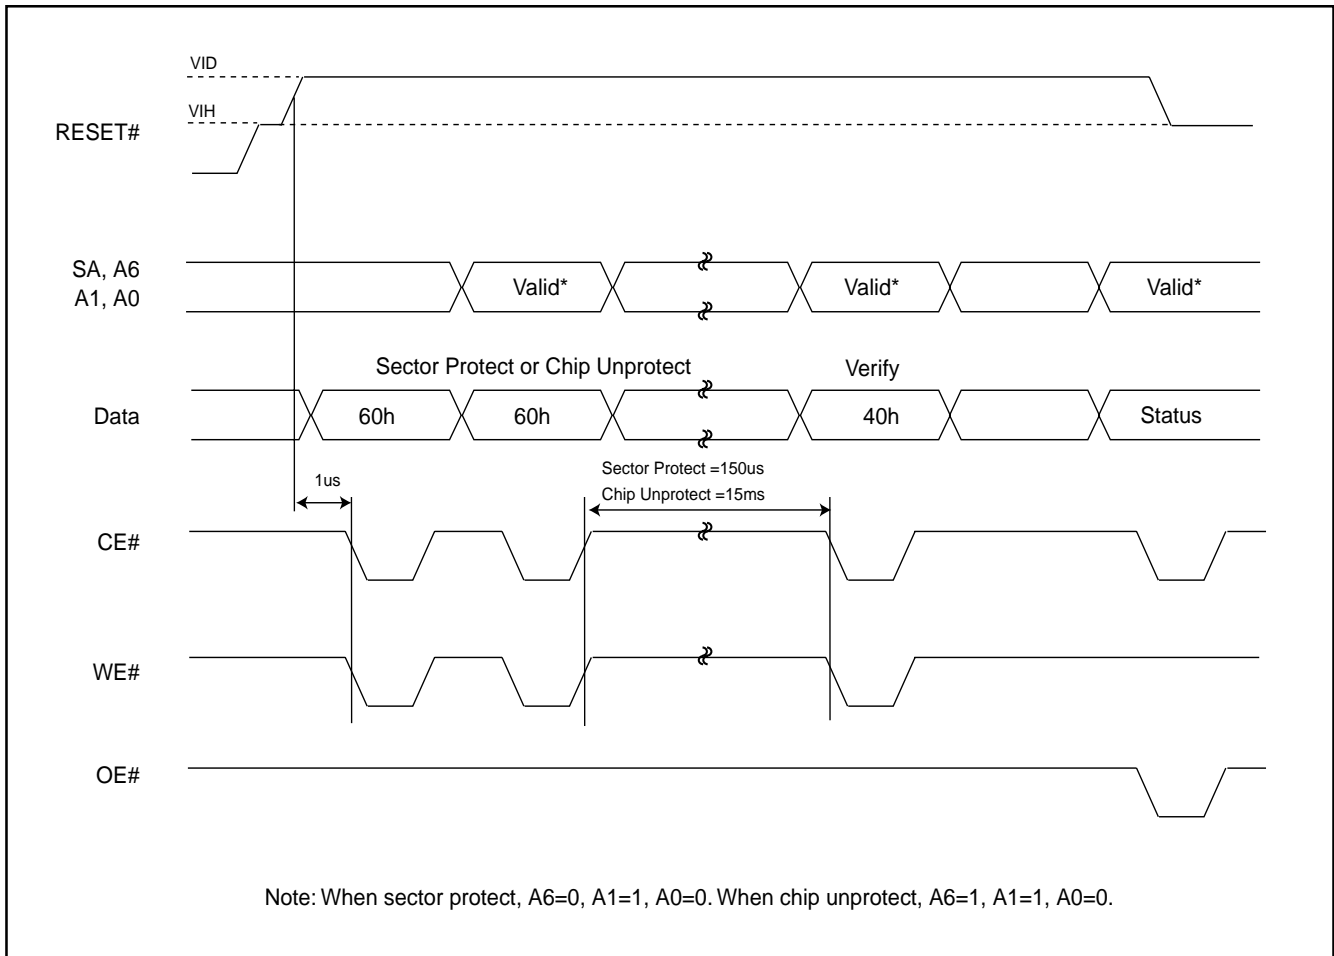 VID
VIH
RESET#
SA, A6
A1, A0
Valid*
Valid*
Valid*
Sector Protect or Chip Unprotect
Verify
Data
60h
60h
40h
Status
1us
Sector Protect =150us
Chip Unprotect =15ms
CE#
WE#
OE#
Note: When sector protect, A6=0, A1=1, A0=0. When chip unprotect, A6=1, A1=1, A0=0.